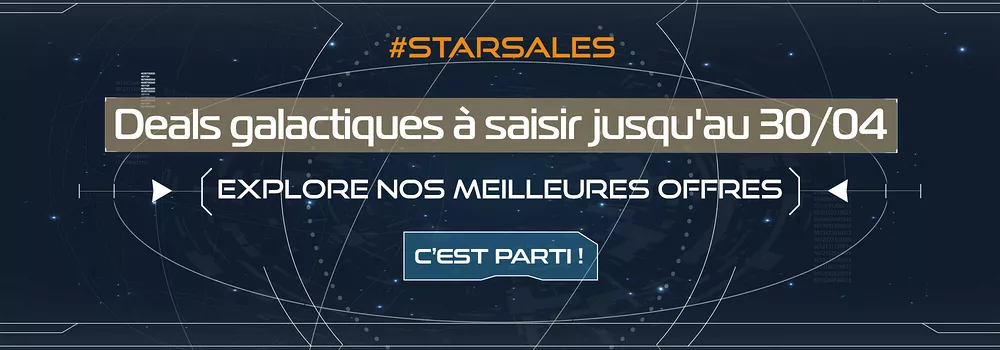 #STARSALES
Deals galactiques à saisir jusqu'au 30/04
EXPLORE NOS MEILLEURES OFFRES
C'EST PARTI !